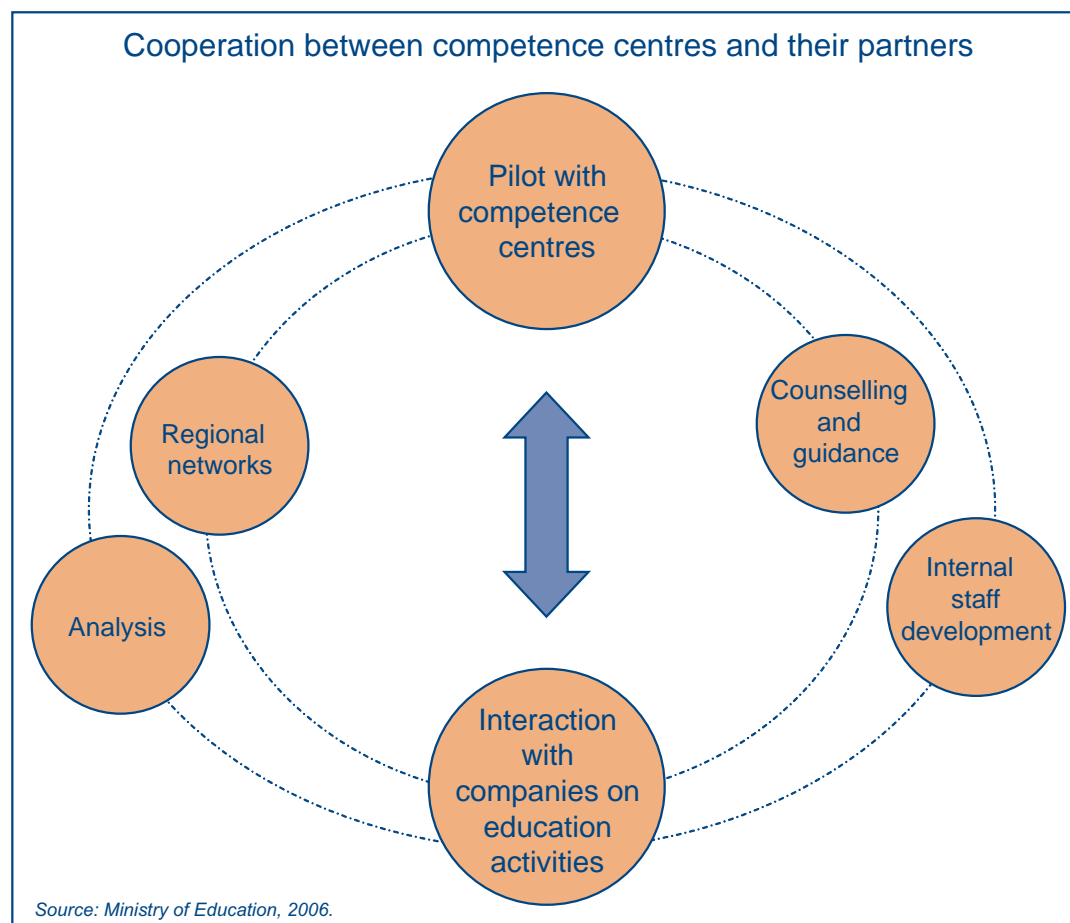 Cooperation between competence centres and their partners
Pilot with
competence
centres
Regional
networks
Counselling
and
guidance
Analysis
Internal
staff
development
Interaction
with
companies on
education
activities
Source: Ministry of Education, 2006.